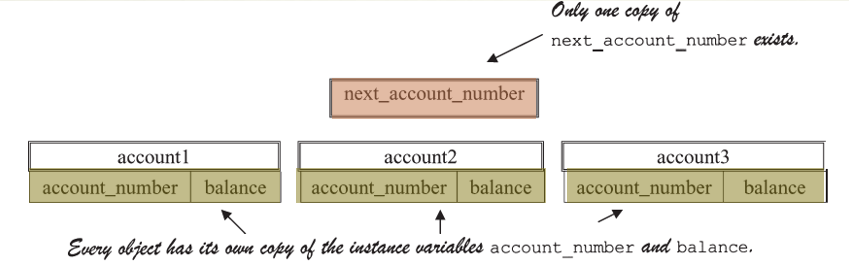 Only one copy of
next_account_number exists.
next_account_number
account1 account2 account3
account_number balance account_number balance account_number balance
Every object has its own copy of the instance variables account_number and balance.